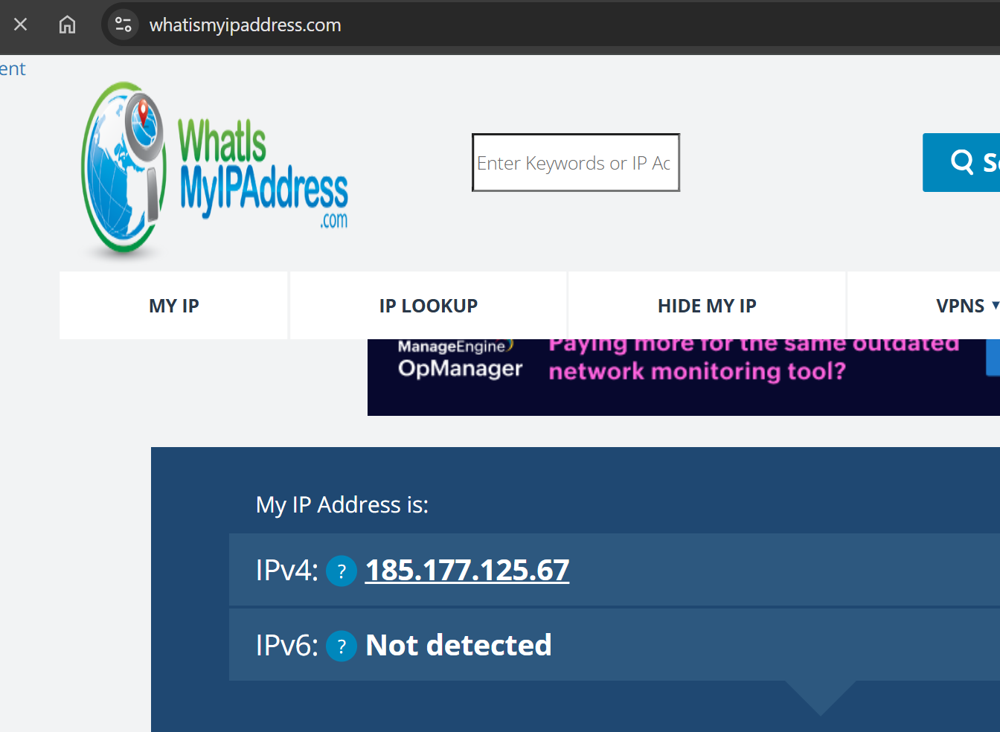 whatismyipaddress.com
ent
WhatIs
MyIPAddress
.com
Enter Keywords or IP Ad
MY IP
IP LOOKUP
HIDE MY IP
VPNS
ManageEngine
OpManager
Paying more for the same outdated
network monitoring tool?
My IP Address is:
IPv4: ? 185.177.125.67
IPv6: ? Not detected